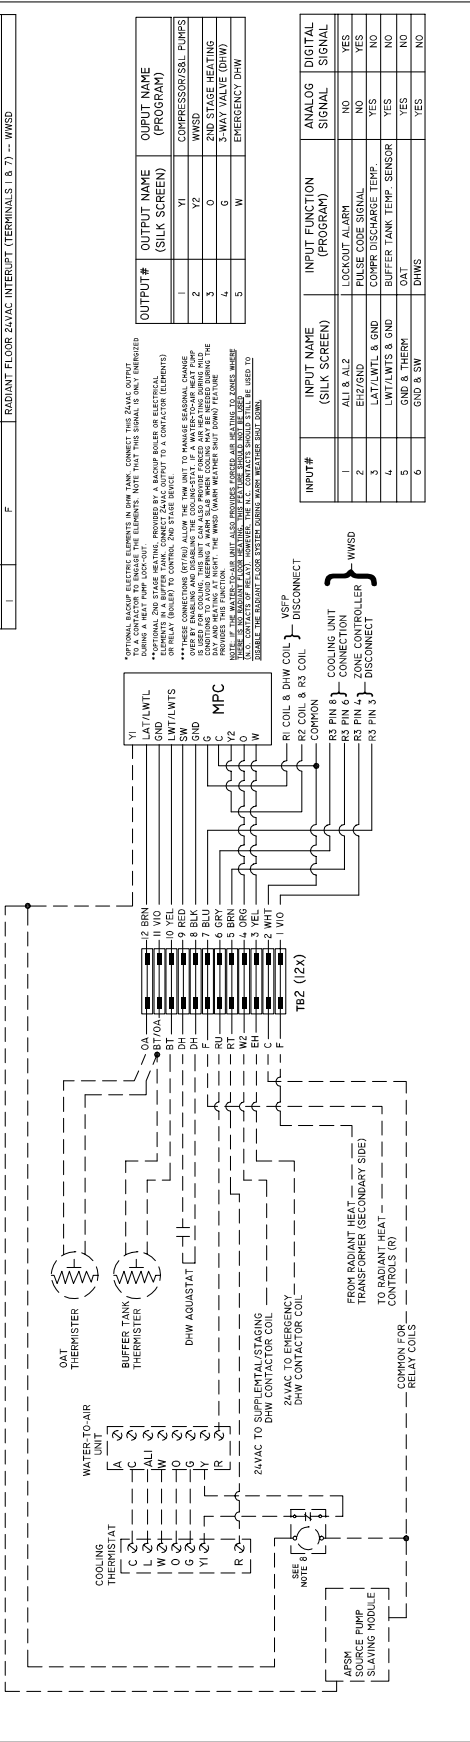 I F RADIANT FLOOR 24VAC INTERUPT (TERMINALS 1 & 7) -- WWSD
OUTPUT# OUTPUT NAME (SILK SCREEN) OUPUT NAME (PROGRAM)
1 Y1 COMPRESSOR/S&L PUMPS
2 Y2 WWSD
3 O 2ND STAGE HEATING
4 G 3-WAY VALVE (DHW)
5 W EMERGENCY DHW
INPUT# INPUT NAME (SILK SCREEN) INPUT FUNCTION (PROGRAM) ANALOG SIGNAL DIGITAL SIGNAL
1 AL1 & AL2 LOCKOUT ALARM NO YES
2 EH2/GND PULSE CODE SIGNAL NO YES
3 LAT/LWTL & GND COMPR DISCHARGE TEMP. YES NO
4 LWT/LWTS & GND BUFFER TANK TEMP. SENSOR YES NO
5 GND & THERM OAT YES NO
6 GND & SW DHWS YES NO
*OPTIONAL BACKUP ELECTRIC ELEMENTS IN DHW TANK. CONNECT THIS 24VAC OUTPUT
TO A CONTACTOR TO ENGAGE THE ELEMENTS. NOTE THAT THIS SIGNAL IS ONLY ENERGIZED
DURING A HEAT PUMP LOCK-OUT.
**OPTIONAL 2ND STAGE HEATING. PROVIDED BY A BACKUP BOILER OR ELECTRICAL
ELEMENTS IN A BUFFER TANK. CONNECT 24VAC OUTPUT TO A CONTACTOR (ELEMENTS)
OR RELAY (BOILER) TO CONTROL 2ND STAGE DEVICE.
***THESE CONNECTIONS (RT/RU) ALLOW THE THW UNIT TO MANAGE SEASONAL CHANGE
OVER BY ENABLING AND DISABLING THE COOLING-STAT. IF A WATER-TO-AIR HEAT PUMP
IS USED FOR COOLING, THIS UNIT CAN ALSO PROVIDE FORCED AIR HEATING DURING MILD
CONDITIONS TO AVOID KEEPING A WARM SLAB WHEN COOLING MAY BE NEEDED DURING THE
DAY AND HEATING AT NIGHT. THE WWSD (WARM WEATHER SHUT DOWN) FEATURE
PROVIDES THIS FUNCTION.
NOTE: IF THE WATER-TO-AIR UNIT ALSO PROVIDES FORCED AIR HEATING TO ZONES WHERE
THERE IS NO RADIANT FLOOR HEATING, THIS FEATURE SHOULD NOT BE USED
(N.O. CONTACTS OF RELAY). HOWEVER, THE N.C. CONTACTS SHOULD STILL BE USED TO
DISABLE THE RADIANT FLOOR SYSTEM DURING WARM WEATHER SHUT DOWN.
Y1
LAT/LWTL
GND
LWT/LWTS
SW
GND
G
C
Y2
O
W
MPC
R1 COIL & DHW COIL
R2 COIL & R3 COIL
VSFP DISCONNECT
COMMON
R3 PIN 8
R3 PIN 6
COOLING UNIT CONNECTION
R3 PIN 4
R3 PIN 3
ZONE CONTROLLER DISCONNECT
WWSD
12 BRN
11 VIO
10 YEL
9 RED
8 BLK
7 BLU
6 GRY
5 BRN
4 ORG
3 YEL
2 WHT
1 VIO
TB2 (12X)
OA
BT/OA
BT
DH
DH
F
RU
RT
W2
EH
C
F
OAT
THERMISTER
BUFFER TANK
THERMISTER
DHW AQUASTAT
24VAC TO SUPPLEMTAL/STAGING
DHW CONTACTOR COIL
24VAC TO EMERGENCY
DHW CONTACTOR COIL
FROM RADIANT HEAT
TRANSFORMER (SECONDARY SIDE)
TO RADIANT HEAT
CONTROLS (R)
COMMON FOR
RELAY COILS
WATER-TO-AIR
UNIT
A
C
AL1
W
O
G
Y
R
COOLING
THERMISTAT
C
L
W
O
G
Y1
R
SEE
NOTE 8
APSM
SOURCE PUMP
SLAVING MODULE